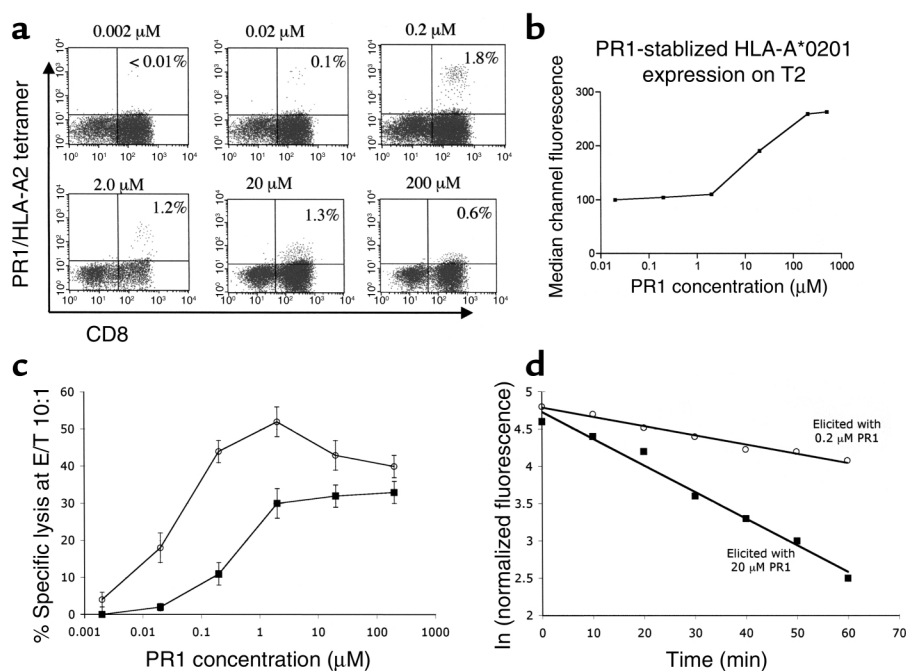 a
0.002 µM
0.02 µM
0.2 µM
< 0.01%
0.1%
1.8%
2.0 µM
20 µM
200 µM
1.2%
1.3%
0.6%
10⁰ 10¹ 10² 10³ 10⁴
PR1/HLA-A2 tetramer
CD8
b
PR1-stablized HLA-A*0201
expression on T2
Median channel fluorescence
300
200
100
0
0.01 0.1 1 10 100 1000
PR1 concentration (µM)
c
% Specific lysis at E/T 10:1
60
50
40
30
20
10
0
0.001 0.01 0.1 1 10 100 1000
PR1 concentration (µM)
d
ln (normalized fluorescence)
5
4.5
4
3.5
3
2.5
2
Elicited with
0.2 µM PR1
Elicited with
20 µM PR1
0 10 20 30 40 50 60 70
Time (min)